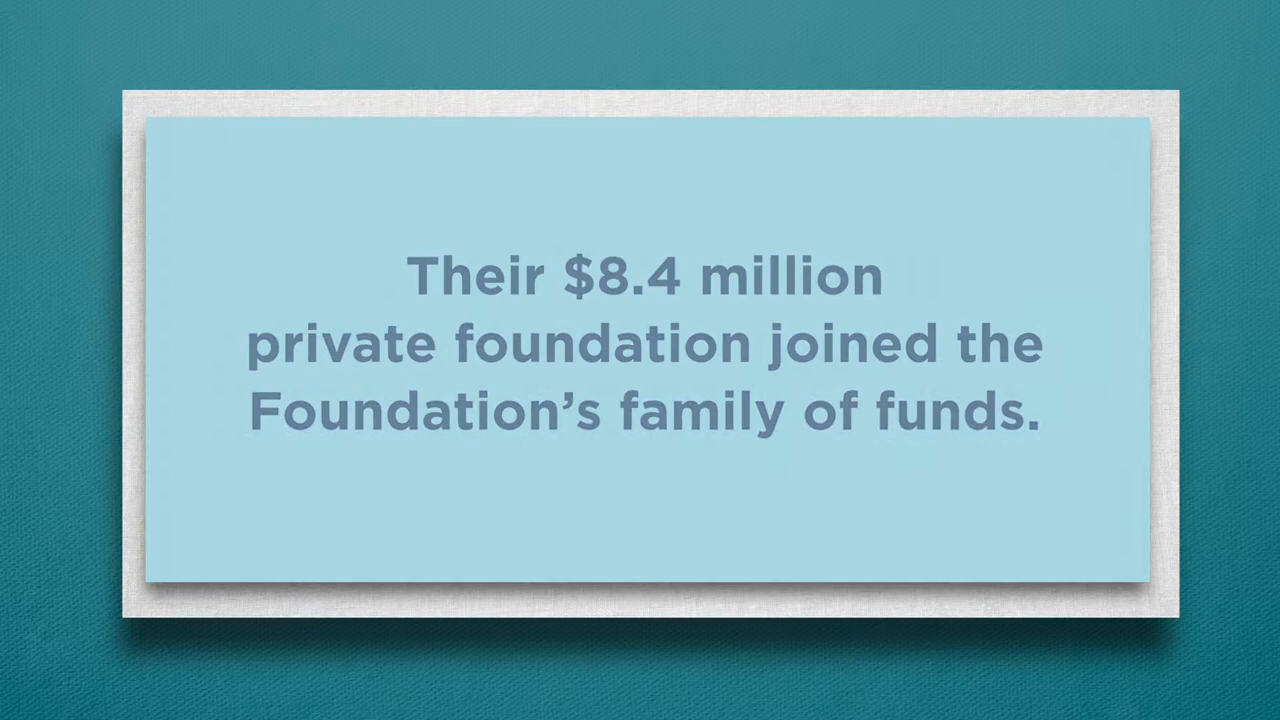 Their $8.4 million
private foundation joined the
Foundation’s family of funds.